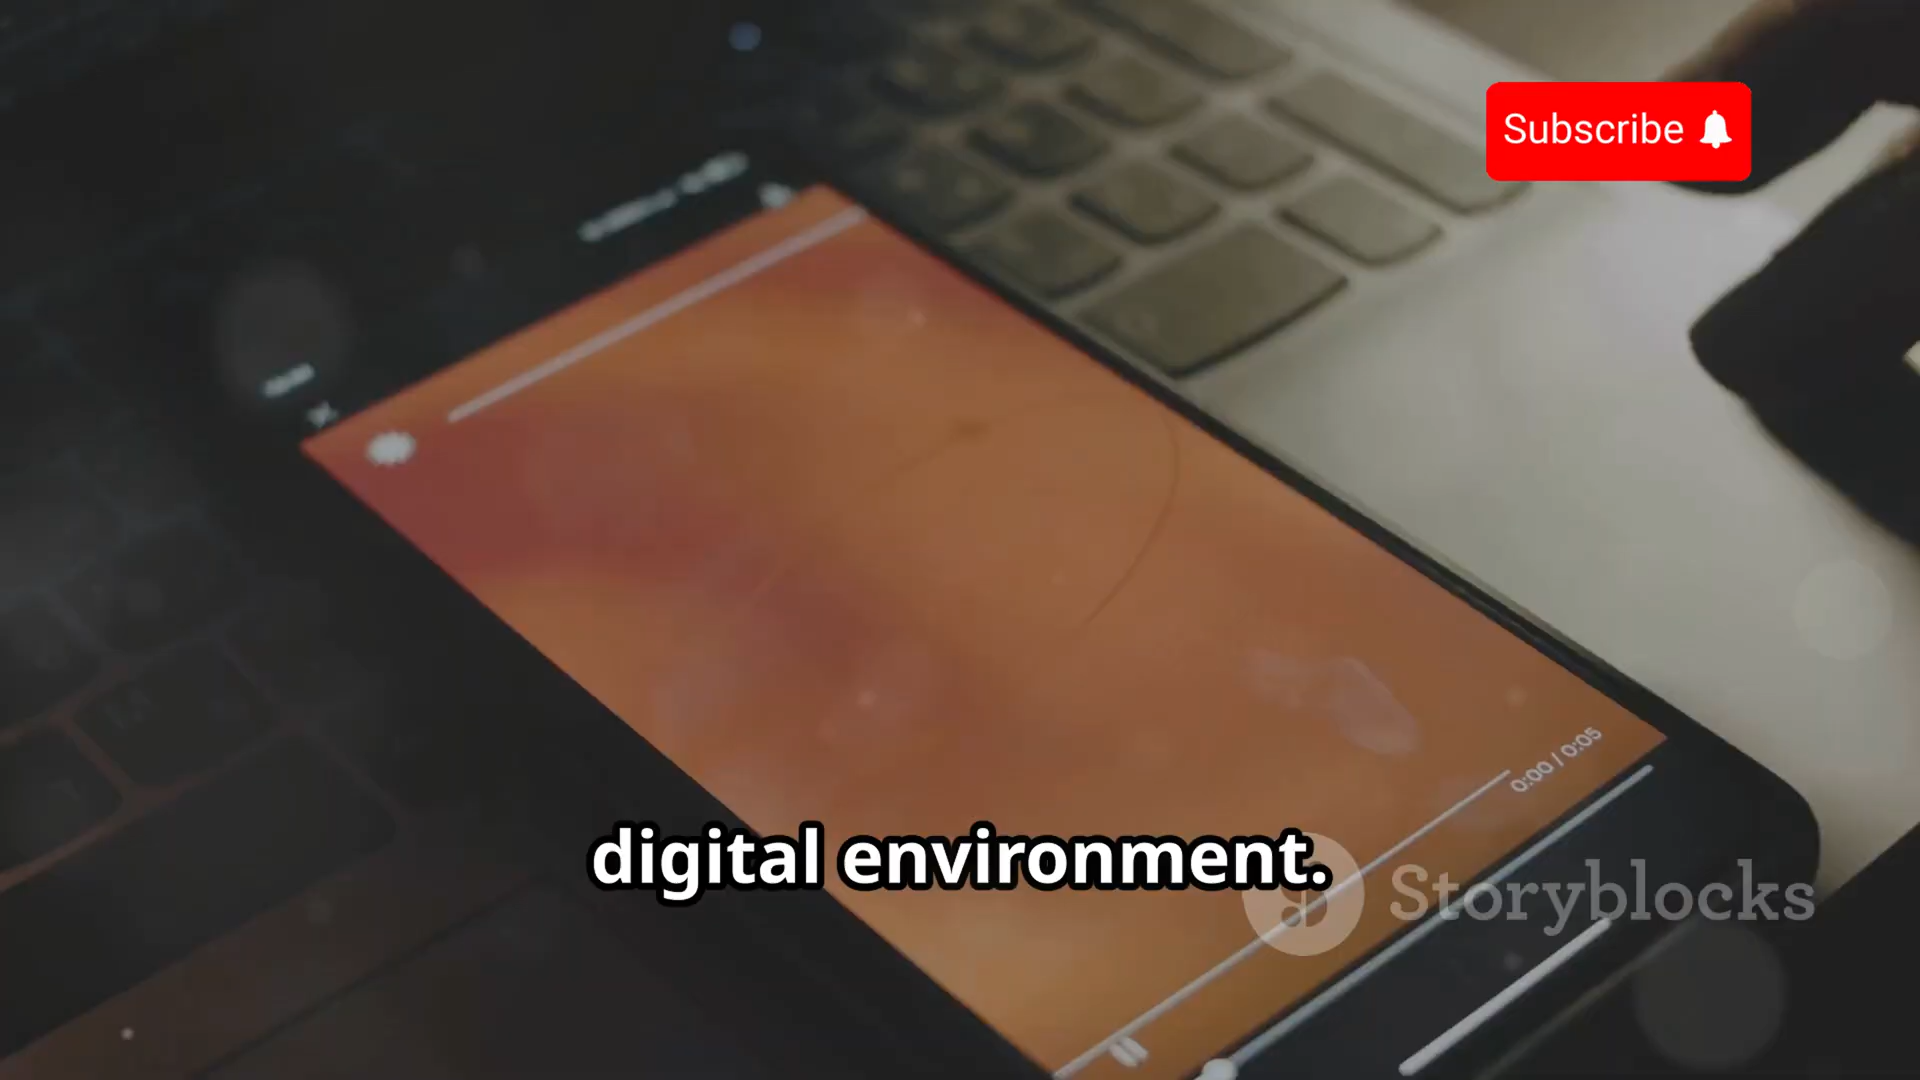 Subscribe
0:00 / 0:05
digital environment.
Storyblocks